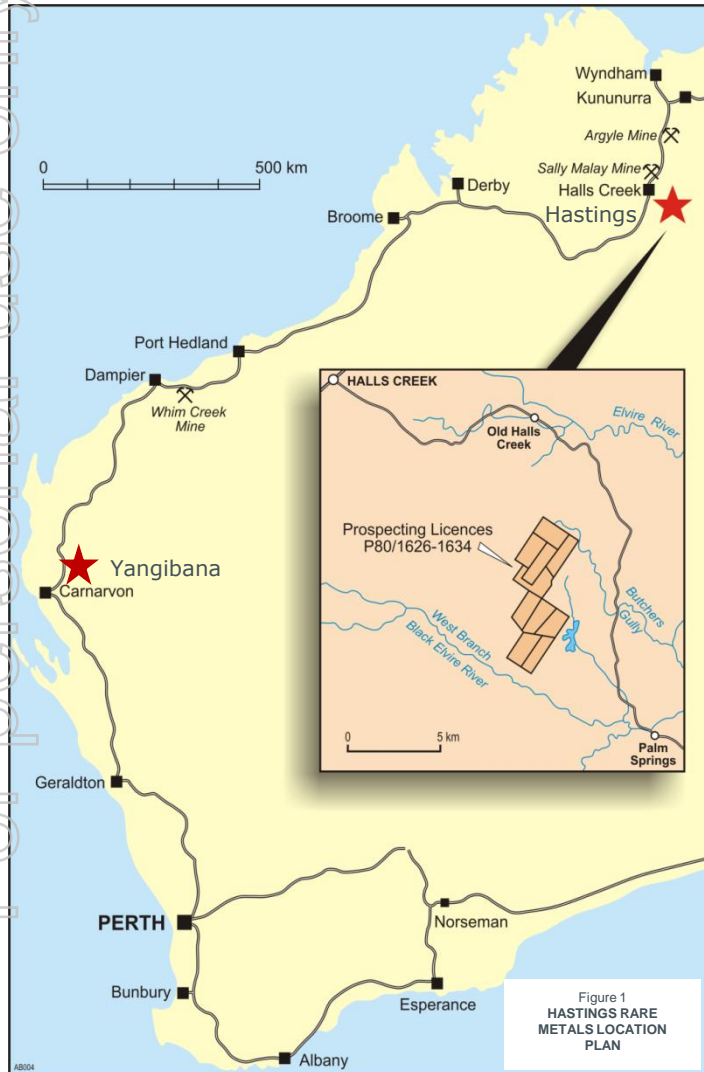 Wyndham
Kununurra
Argyle Mine
0 500 km
Sally Malay Mine
Derby
Halls Creek
Broome
Hastings
Port Hedland
Dampier
Whim Creek
Mine
HALLS CREEK
Old Halls
Creek
Elvire River
Prospecting Licences
P80/1626-1634
Butchers
Gully
West Branch
Black Elvire River
0 5 km
Palm
Springs
Yangibana
Carnarvon
Geraldton
PERTH
Norseman
Bunbury
Esperance
Albany
Figure 1
HASTINGS RARE
METALS LOCATION
PLAN
AB004